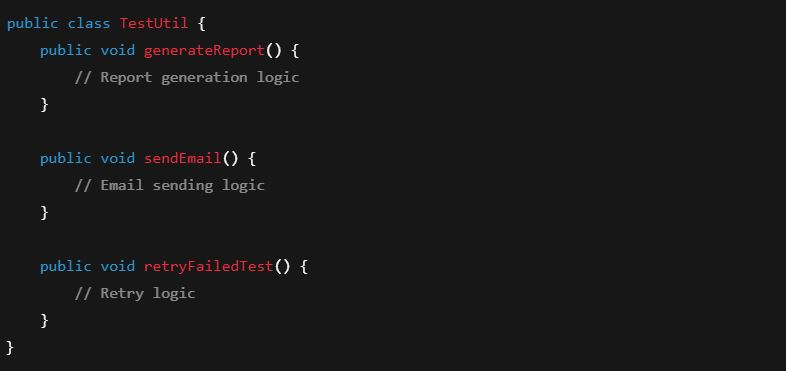 public class TestUtil {
    public void generateReport() {
        // Report generation logic
    }

    public void sendEmail() {
        // Email sending logic
    }

    public void retryFailedTest() {
        // Retry logic
    }
}